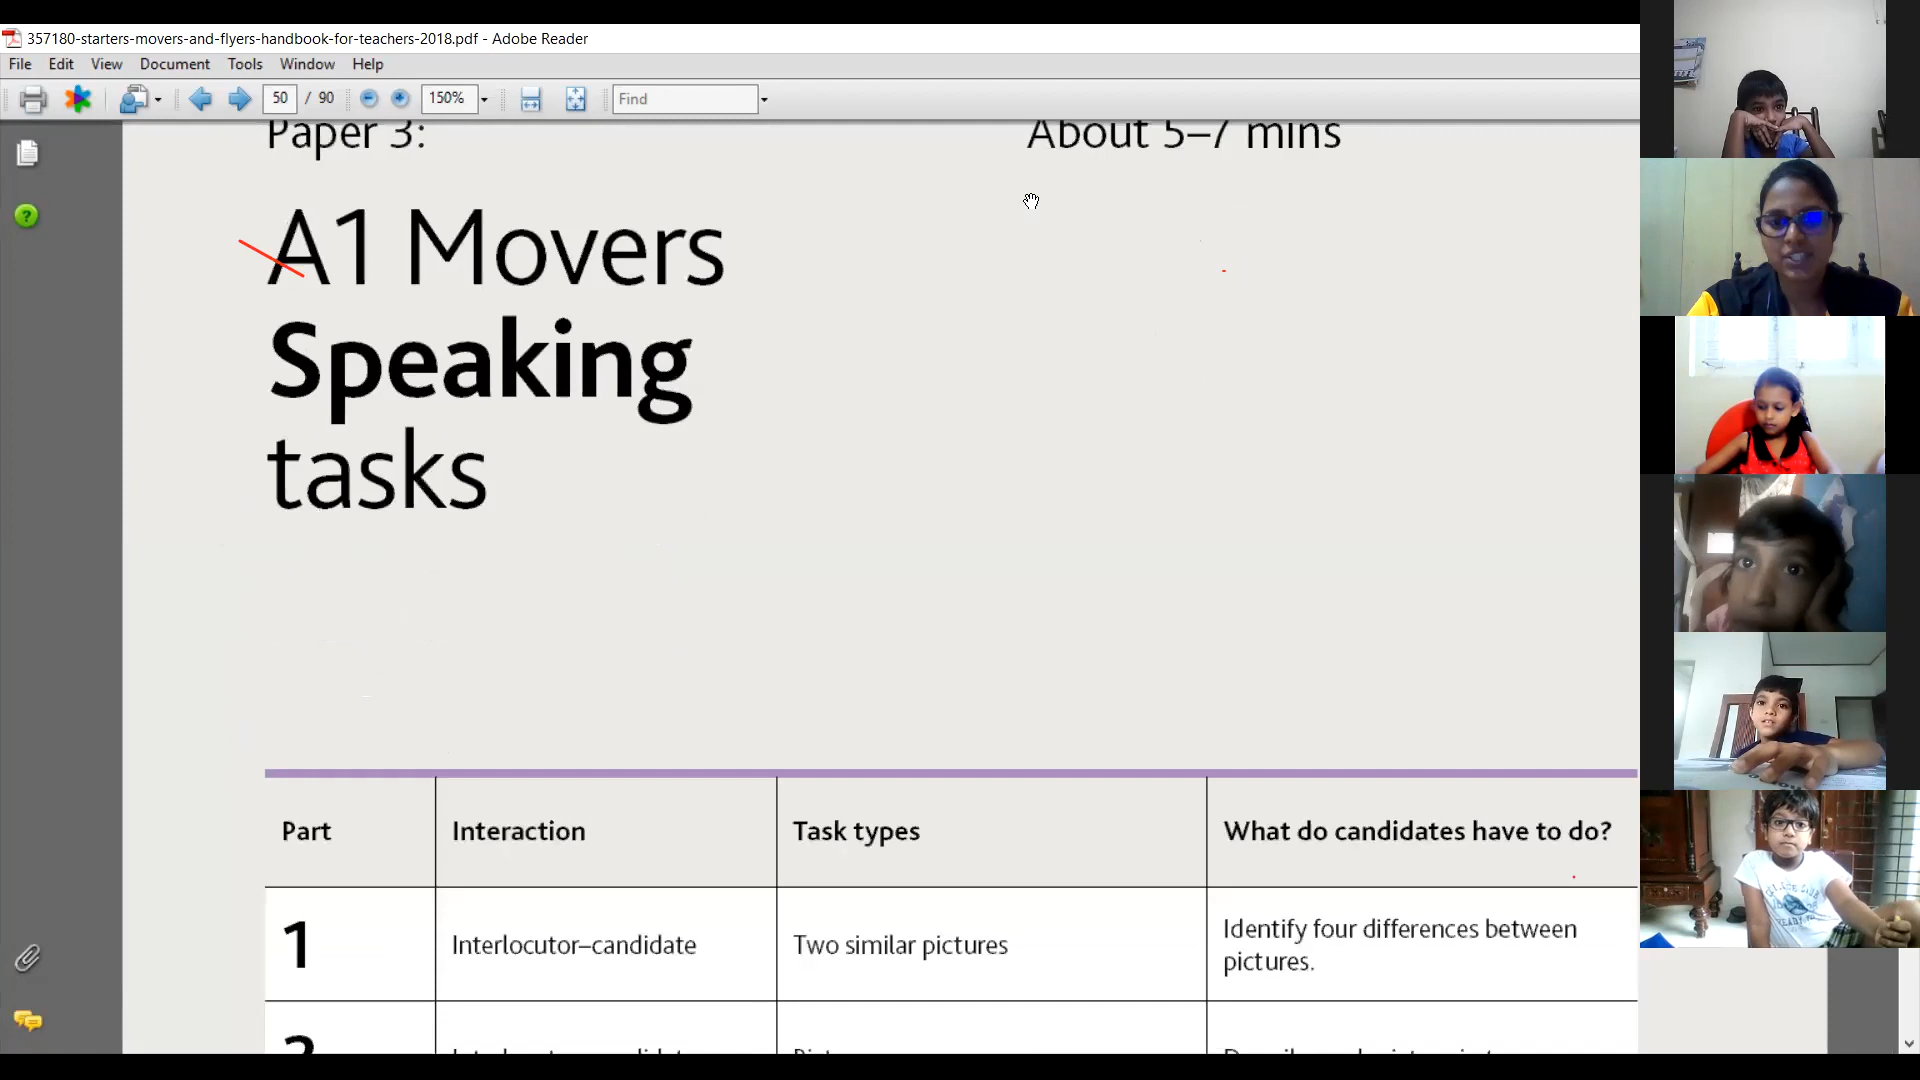 357180-starters-movers-and-flyers-handbook-for-teachers-2018.pdf - Adobe Reader
File Edit View Document Tools Window Help
50 / 90 150% Find
Paper 3: About 5–7 mins
A1 Movers
Speaking
tasks
Part Interaction Task types What do candidates have to do?
1 Interlocutor–candidate Two similar pictures Identify four differences between
pictures.
2